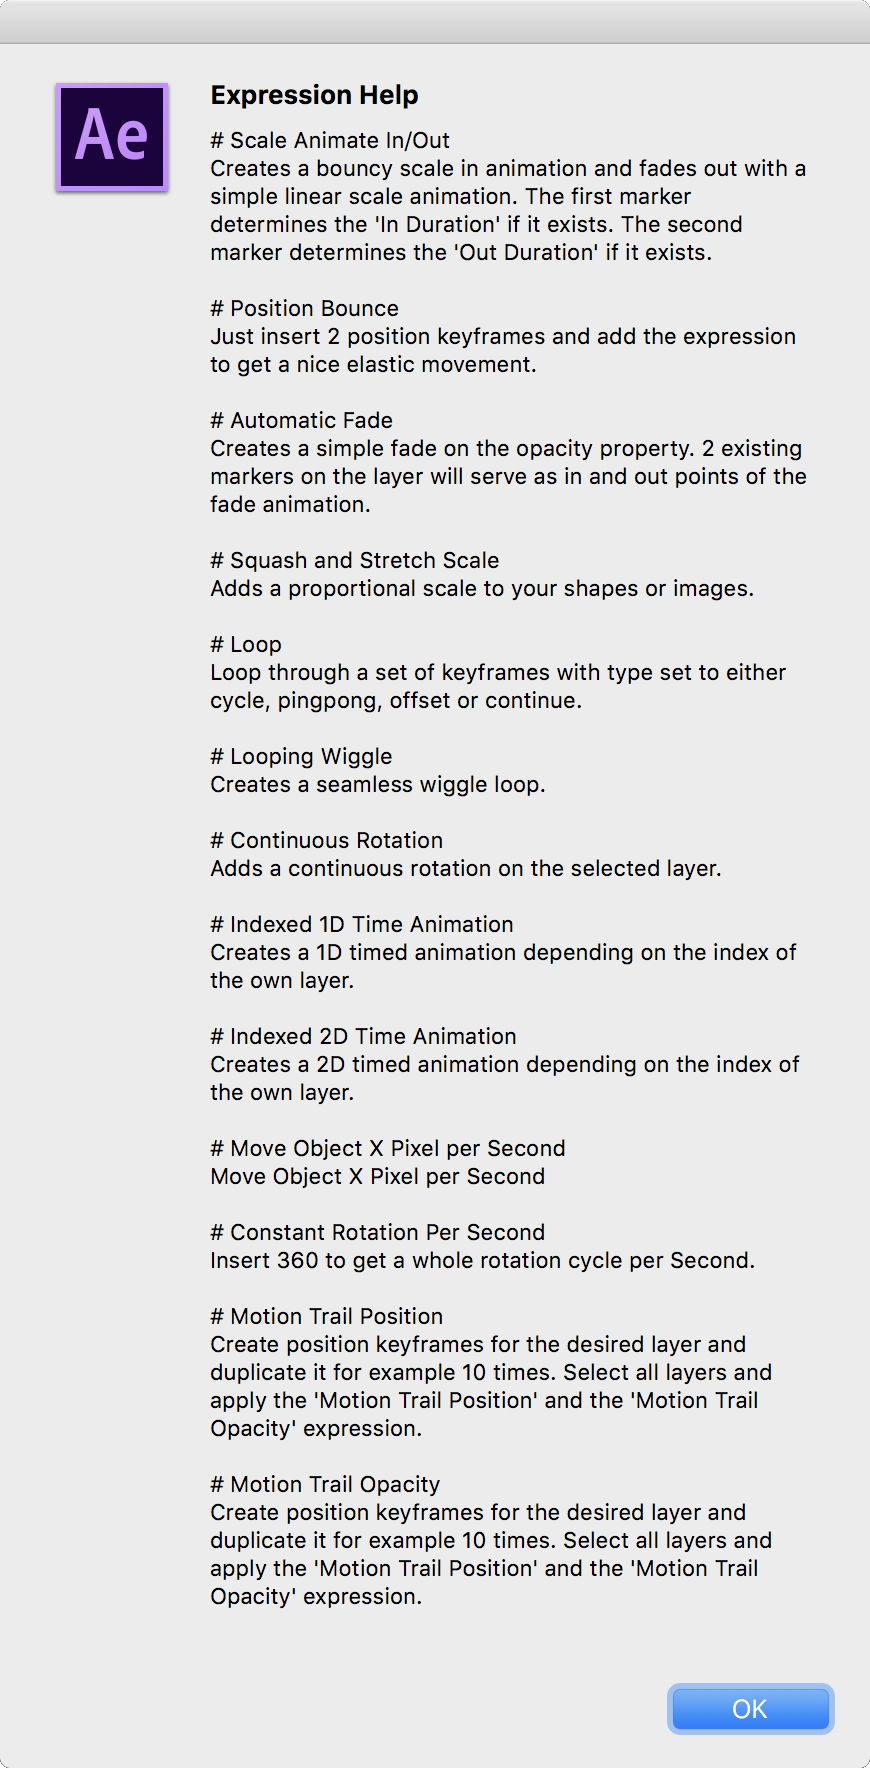 Ae
Expression Help
# Scale Animate In/Out
Creates a bouncy scale in animation and fades out with a
simple linear scale animation. The first marker
determines the 'In Duration' if it exists. The second
marker determines the 'Out Duration' if it exists.
# Position Bounce
Just insert 2 position keyframes and add the expression
to get a nice elastic movement.
# Automatic Fade
Creates a simple fade on the opacity property. 2 existing
markers on the layer will serve as in and out points of the
fade animation.
# Squash and Stretch Scale
Adds a proportional scale to your shapes or images.
# Loop
Loop through a set of keyframes with type set to either
cycle, pingpong, offset or continue.
# Looping Wiggle
Creates a seamless wiggle loop.
# Continuous Rotation
Adds a continuous rotation on the selected layer.
# Indexed 1D Time Animation
Creates a 1D timed animation depending on the index of
the own layer.
# Indexed 2D Time Animation
Creates a 2D timed animation depending on the index of
the own layer.
# Move Object X Pixel per Second
Move Object X Pixel per Second
# Constant Rotation Per Second
Insert 360 to get a whole rotation cycle per Second.
# Motion Trail Position
Create position keyframes for the desired layer and
duplicate it for example 10 times. Select all layers and
apply the 'Motion Trail Position' and the 'Motion Trail
Opacity' expression.
# Motion Trail Opacity
Create position keyframes for the desired layer and
duplicate it for example 10 times. Select all layers and
apply the 'Motion Trail Position' and the 'Motion Trail
Opacity' expression.
OK